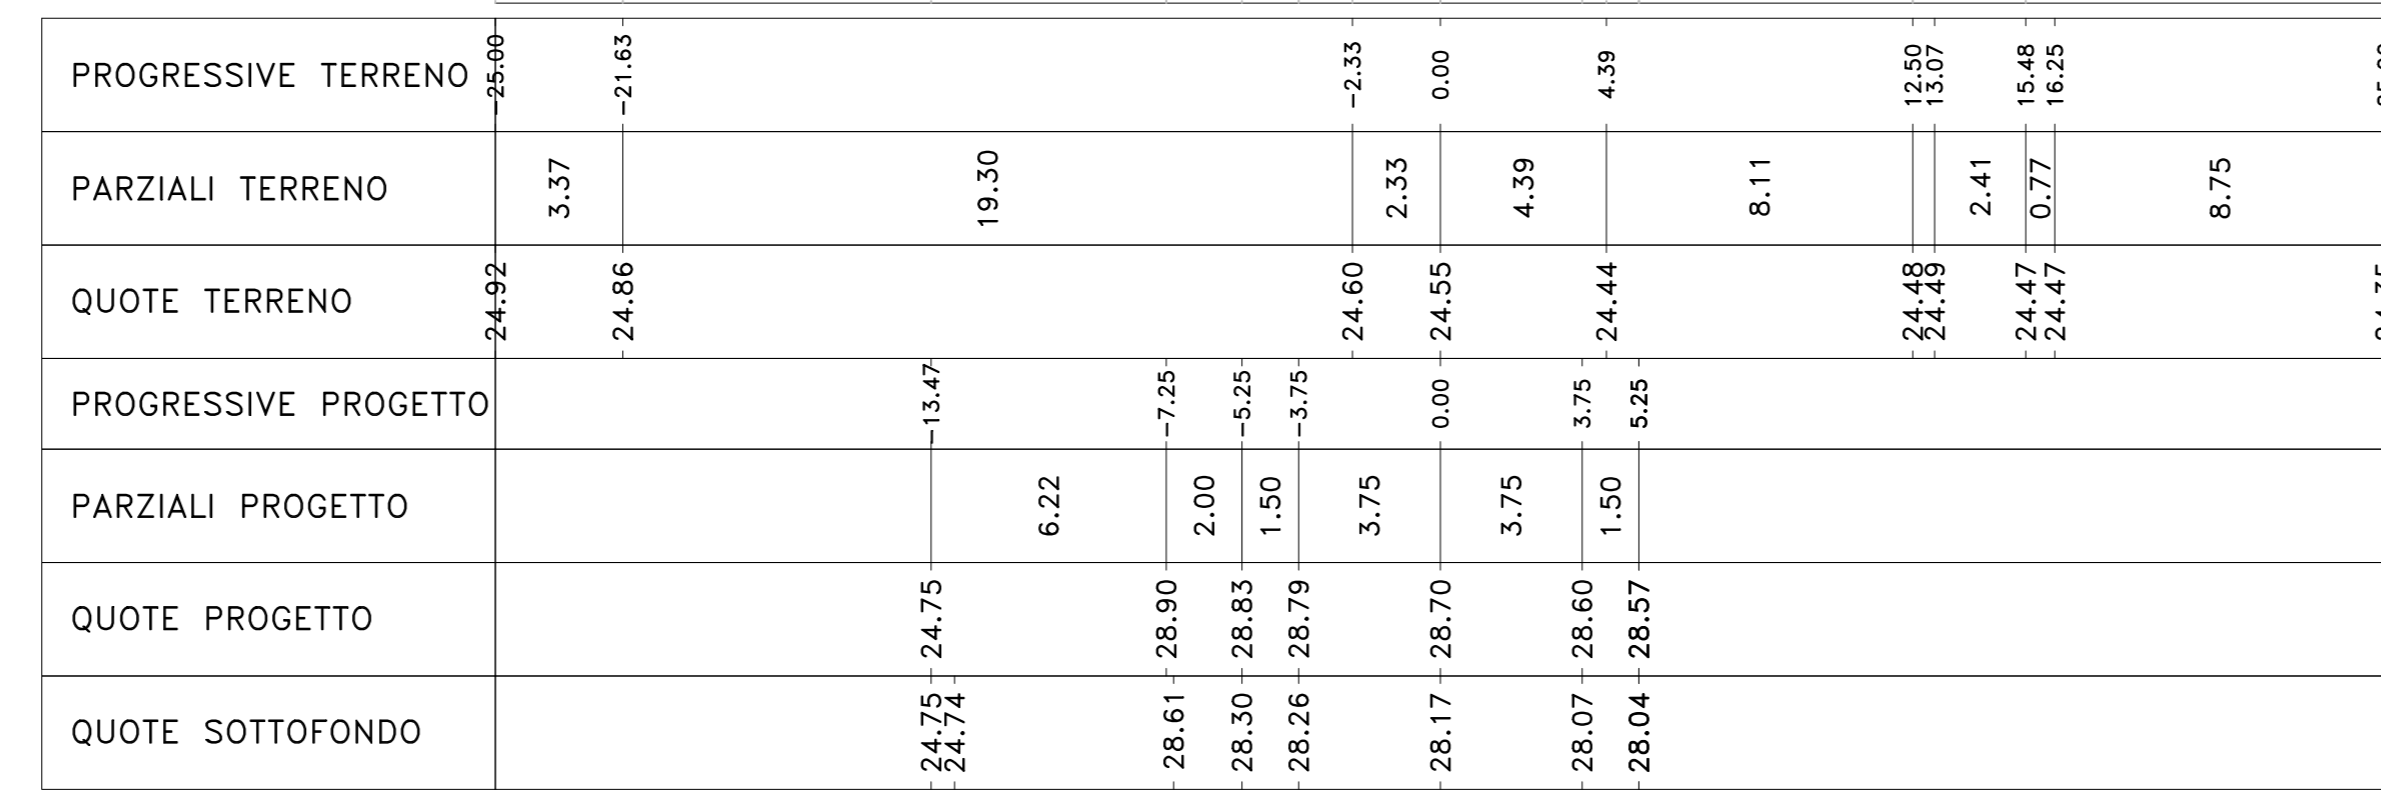 PROGRESSIVE TERRENO -25.00 -21.63 -2.33 0.00 4.39 12.50 13.07 15.48 16.25
PARZIALI TERRENO 3.37 19.30 2.33 4.39 8.11 2.41 0.77 8.75
QUOTE TERRENO 24.92 24.86 24.60 24.55 24.44 24.48 24.49 24.47 24.47
PROGRESSIVE PROGETTO -13.47 -7.25 -5.25 -3.75 0.00 3.75 5.25
PARZIALI PROGETTO 6.22 2.00 1.50 3.75 3.75 1.50
QUOTE PROGETTO 24.75 28.90 28.83 28.79 28.70 28.60 28.57
QUOTE SOTTOFONDO 24.75 24.74 28.61 28.30 28.26 28.17 28.07 28.04